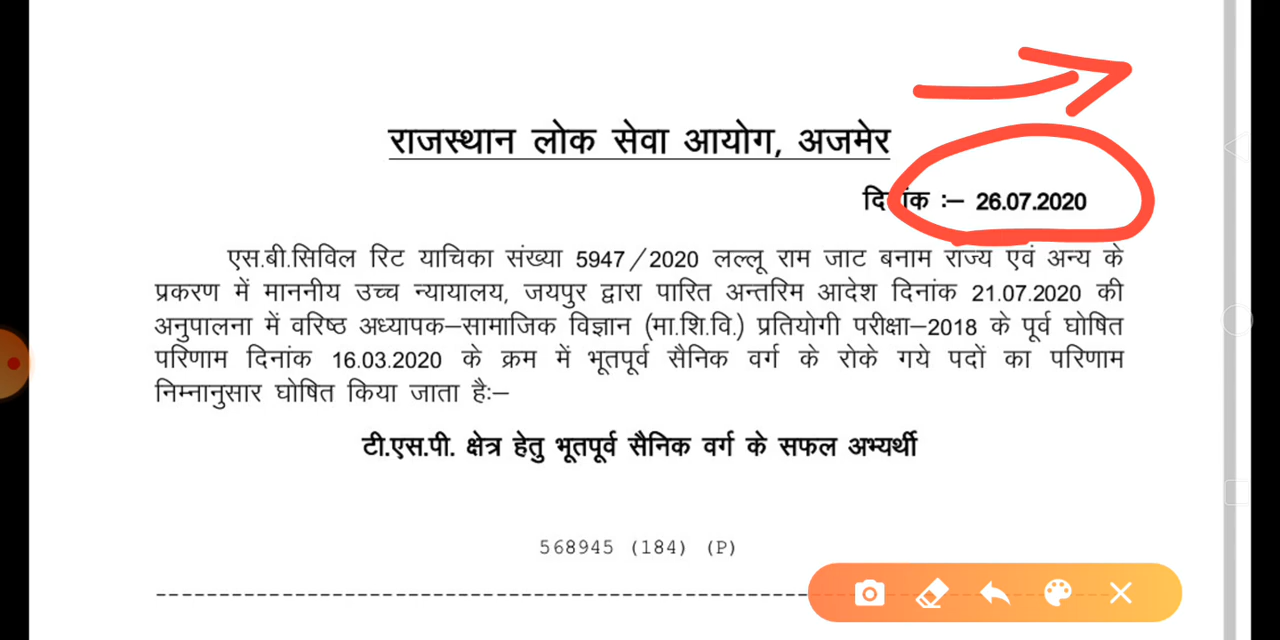 राजस्थान लोक सेवा आयोग, अजमेर
दिनांक :– 26.07.2020
एस.बी.सिविल रिट याचिका संख्या 5947/2020 लल्लू राम जाट बनाम राज्य एवं अन्य के
प्रकरण में माननीय उच्च न्यायालय, जयपुर द्वारा पारित अन्तरिम आदेश दिनांक 21.07.2020 की
अनुपालना में वरिष्ठ अध्यापक–सामाजिक विज्ञान (मा.शि.वि.) प्रतियोगी परीक्षा–2018 के पूर्व घोषित
परिणाम दिनांक 16.03.2020 के क्रम में भूतपूर्व सैनिक वर्ग के रोके गये पदों का परिणाम
निम्नानुसार घोषित किया जाता है:–
टी.एस.पी. क्षेत्र हेतु भूतपूर्व सैनिक वर्ग के सफल अभ्यर्थी
568945 (184) (P)